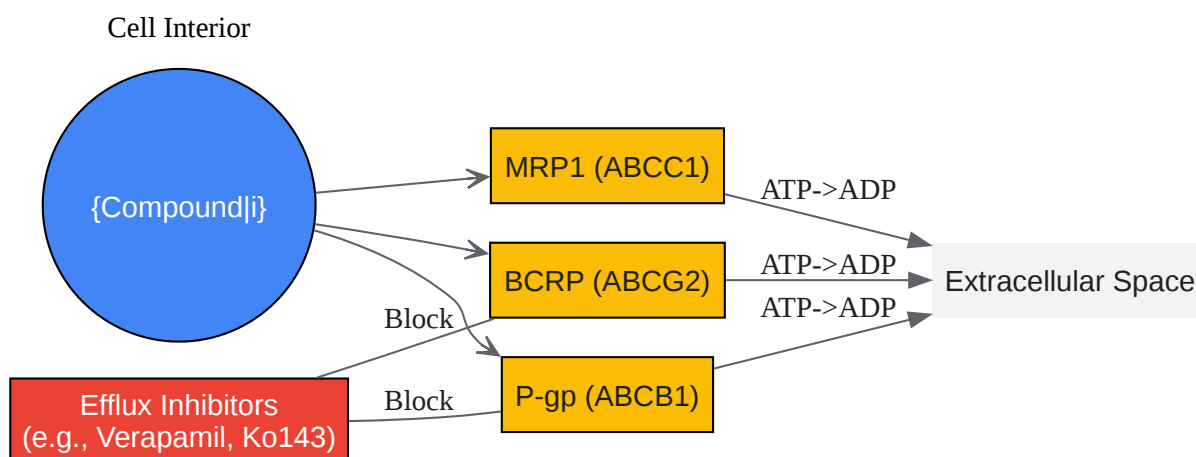 Cell Interior
{Compound|i}
MRP1 (ABCC1)
ATP->ADP
BCRP (ABCG2)
ATP->ADP
Extracellular Space
ATP->ADP
Block
P-gp (ABCB1)
Block
Efflux Inhibitors
(e.g., Verapamil, Ko143)